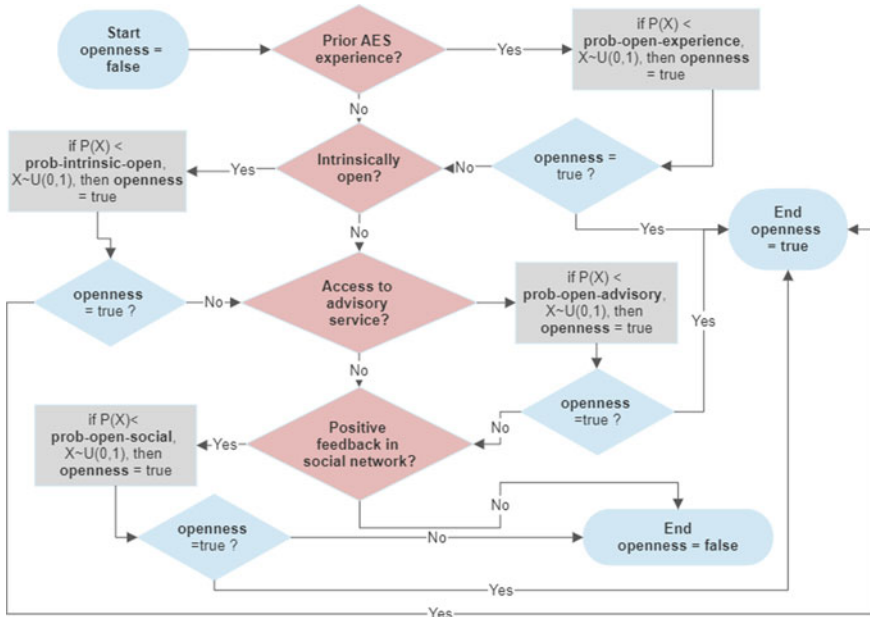 Start
openness =
false
Prior AES
experience?
Yes
if P(X) <
prob-open-experience,
X~U(0,1), then openness
= true
No
if P(X) <
prob-intrinsic-open,
X~U(0,1), then openness
= true
Yes
Intrinsically
open?
No
openness =
true ?
Yes
End
openness
= true
No
openness
= true ?
No
Access to
advisory
service?
if P(X) <
prob-open-advisory,
X~U(0,1), then
openness = true
Yes
No
if P(X)<
prob-open-social,
X~U(0,1), then
openness = true
Yes
Positive
feedback in
social network?
No
openness
=true ?
No
openness
=true ?
No
End
openness = false
Yes
Yes